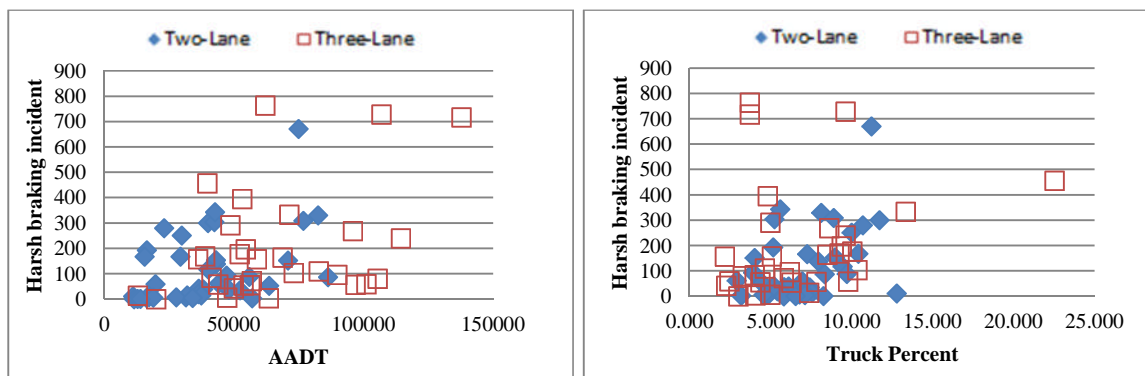 Two-Lane Three-Lane
Harsh braking incident
900
800
700
600
500
400
300
200
100
0
0 50000 100000 150000
AADT
Two-Lane Three-Lane
Harsh braking incident
900
800
700
600
500
400
300
200
100
0
0.000 5.000 10.000 15.000 20.000 25.000
Truck Percent